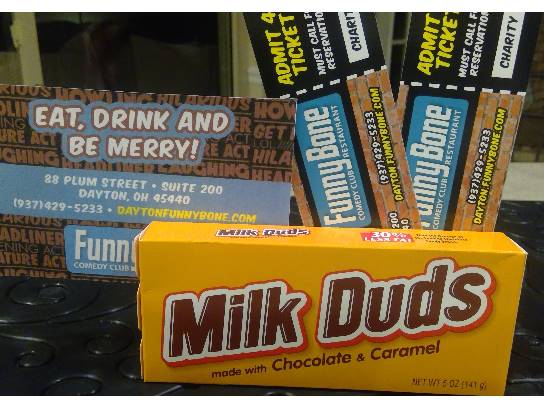 EAT, DRINK AND
BE MERRY!
88 PLUM STREET • SUITE 200
DAYTON, OH 45440
(937)429-5233 • DAYTONFUNNYBONE.COM
COMEDY CLUB
ADMIT 4
TICKET
MUST CALL F
RESERVATIO
CHARIT
FunnyBone
COMEDY CLUB RESTAURANT
(937)429-5233
DAYTON.FUNNYBONE.COM
ADMIT
TICKET
MUST CALL
RESERVATION
CHARITY
FunnyBone
COMEDY CLUB RESTAURANT
(937)429-5233
DAYTON.FUNNYBONE.COM
Milk Duds
30%
LESS FAT
Milk Duds
made with Chocolate & Caramel
NET WT 5 OZ (141 g)